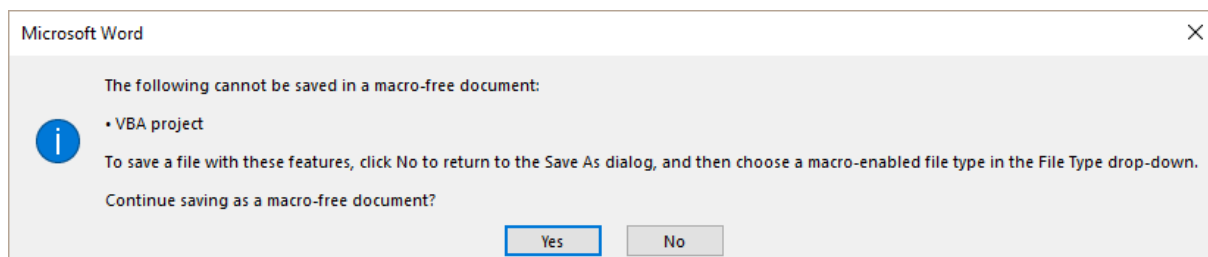 Microsoft Word
The following cannot be saved in a macro-free document:
• VBA project
To save a file with these features, click No to return to the Save As dialog, and then choose a macro-enabled file type in the File Type drop-down.
Continue saving as a macro-free document?
Yes No